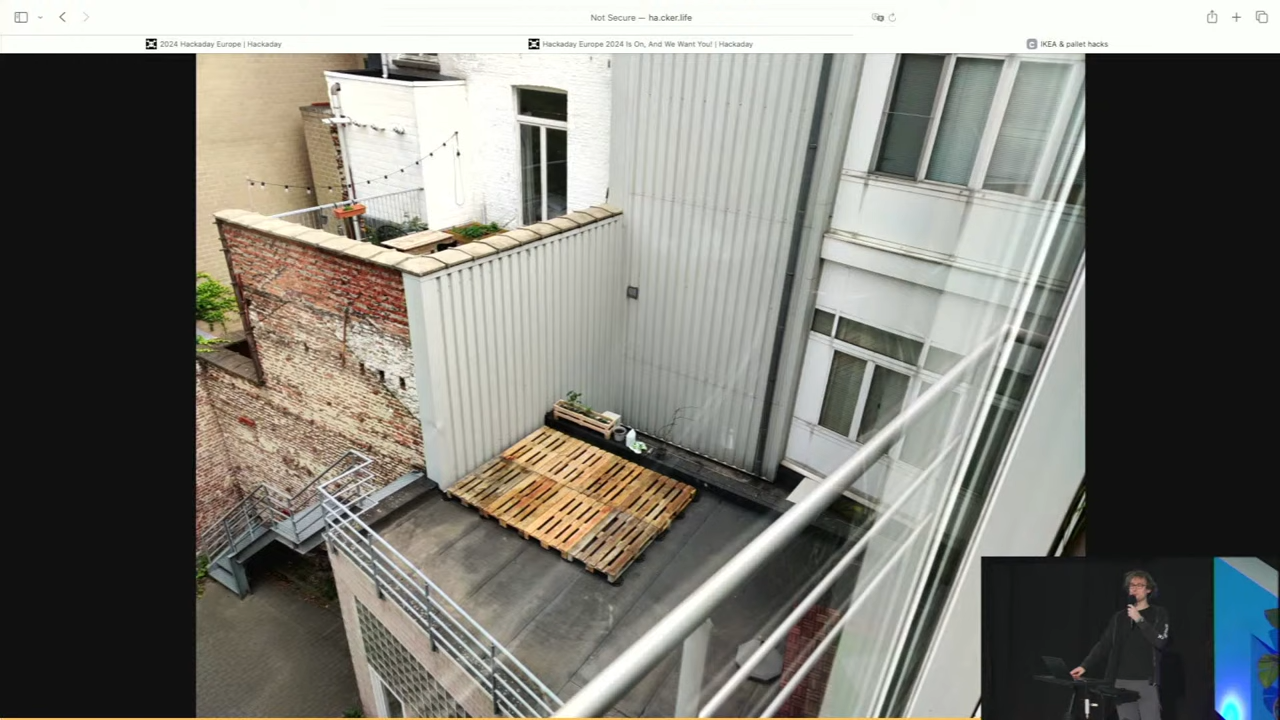 Not Secure — ha.cker.life
2024 Hackaday Europe | Hackaday
Hackaday Europe 2024 Is On, And We Want You! | Hackaday
C IKEA & pallet hacks